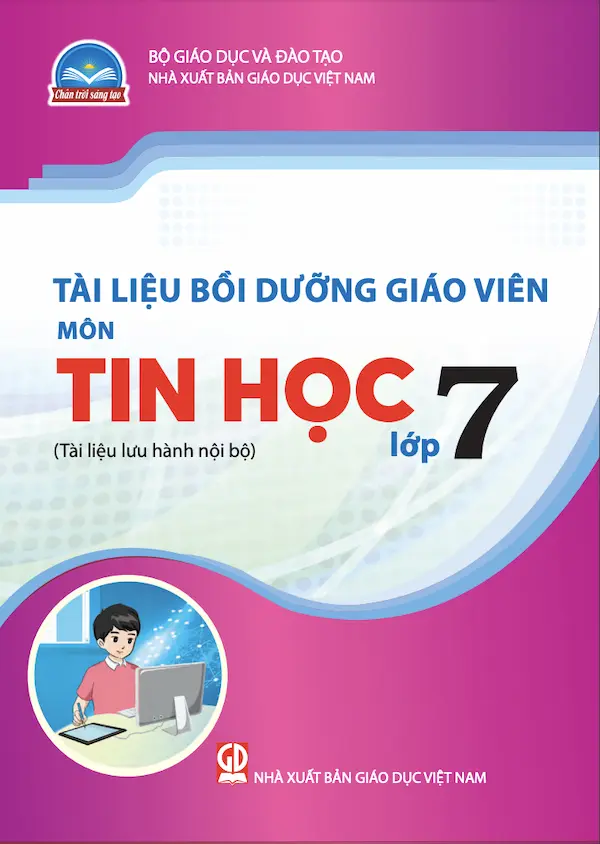 BỘ GIÁO DỤC VÀ ĐÀO TẠO
NHÀ XUẤT BẢN GIÁO DỤC VIỆT NAM
Chân trời sáng tạo
TÀI LIỆU BỒI DƯỠNG GIÁO VIÊN
MÔN
TIN HỌC
lớp 7
(Tài liệu lưu hành nội bộ)
GD
NHÀ XUẤT BẢN GIÁO DỤC VIỆT NAM